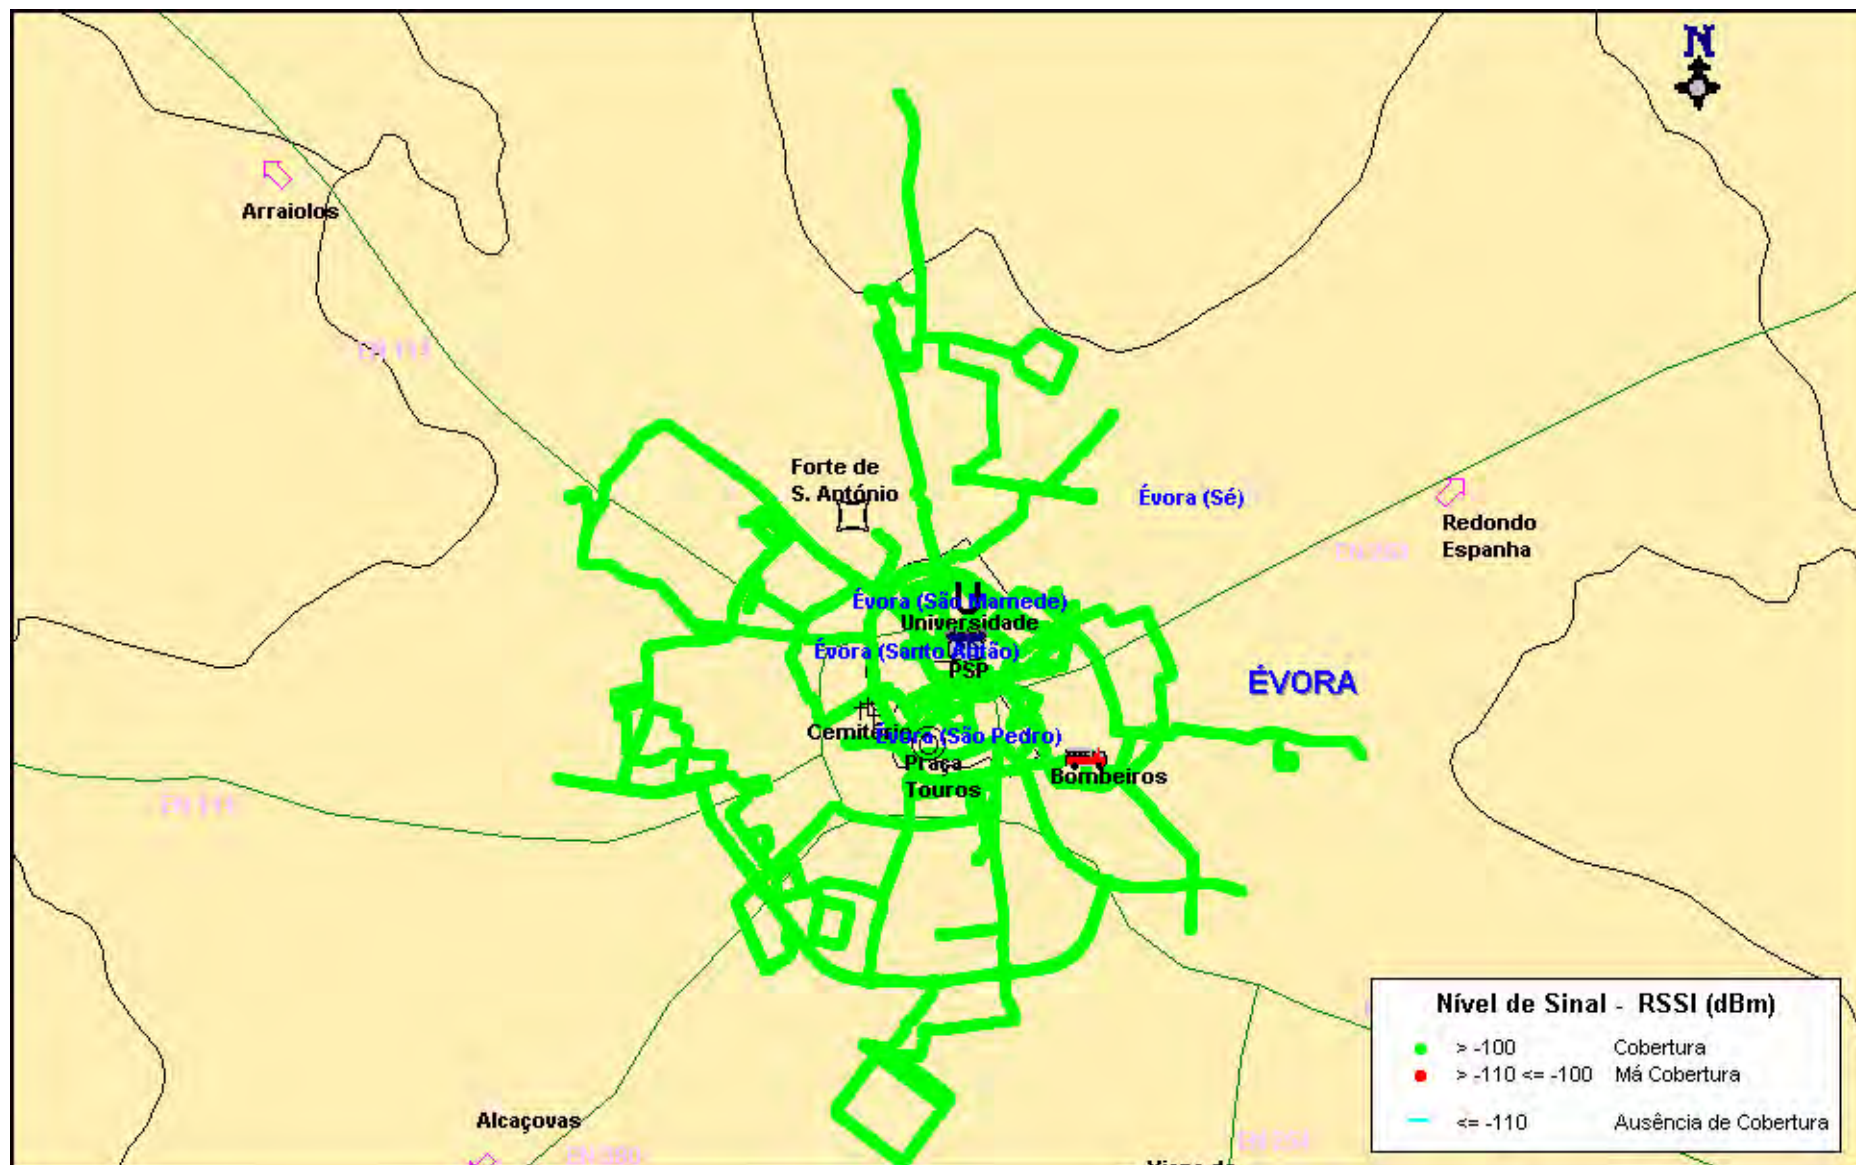 N
Arraiolos
Forte de
S. António
Évora (Sé)
Redondo
Espanha
Évora (São Mamede)
Universidade
Évora (Santo Antão)
PSP
ÉVORA
Cemitério
Évora (São Pedro)
Praça
Touros
Bombeiros
Alcaçovas
Nível de Sinal - RSSI (dBm)
> -100 Cobertura
> -110 <= -100 Má Cobertura
<= -110 Ausência de Cobertura